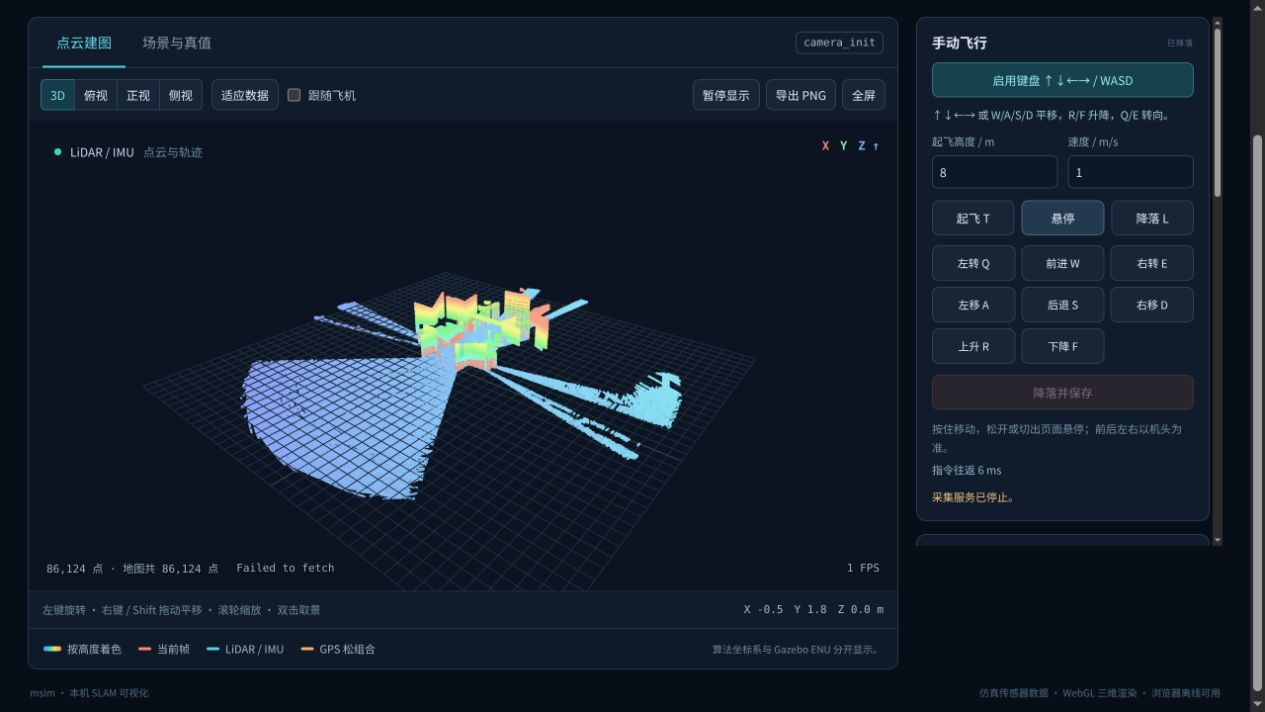 点云建图 场景与真值 camera_init
3D 俯视 正视 侧视 适应数据 跟随飞机 暂停显示 导出 PNG 全屏
LiDAR / IMU 点云与轨迹 X Y Z ↑
86,124 点 · 地图共 86,124 点 Failed to fetch 1 FPS
左键旋转 · 右键 / Shift 拖动平移 · 滚轮缩放 · 双击取景 X -0.5 Y 1.8 Z 0.0 m
按高度着色 当前帧 LiDAR / IMU GPS 松组合 算法坐标系与 Gazebo ENU 分开显示。
手动飞行 已降落
启用键盘 ↑↓←→ / WASD
↑↓←→ 或 W/A/S/D 平移，R/F 升降，Q/E 转向。
起飞高度 / m 速度 / m/s
8 1
起飞 T 悬停 降落 L
左转 Q 前进 W 右转 E
左移 A 后退 S 右移 D
上升 R 下降 F
降落并保存
按住移动，松开或切出页面悬停；前后左右以机头为
准。
指令往返 6 ms
采集服务已停止。
msim · 本机 SLAM 可视化 仿真传感器数据 · WebGL 三维渲染 · 浏览器离线可用